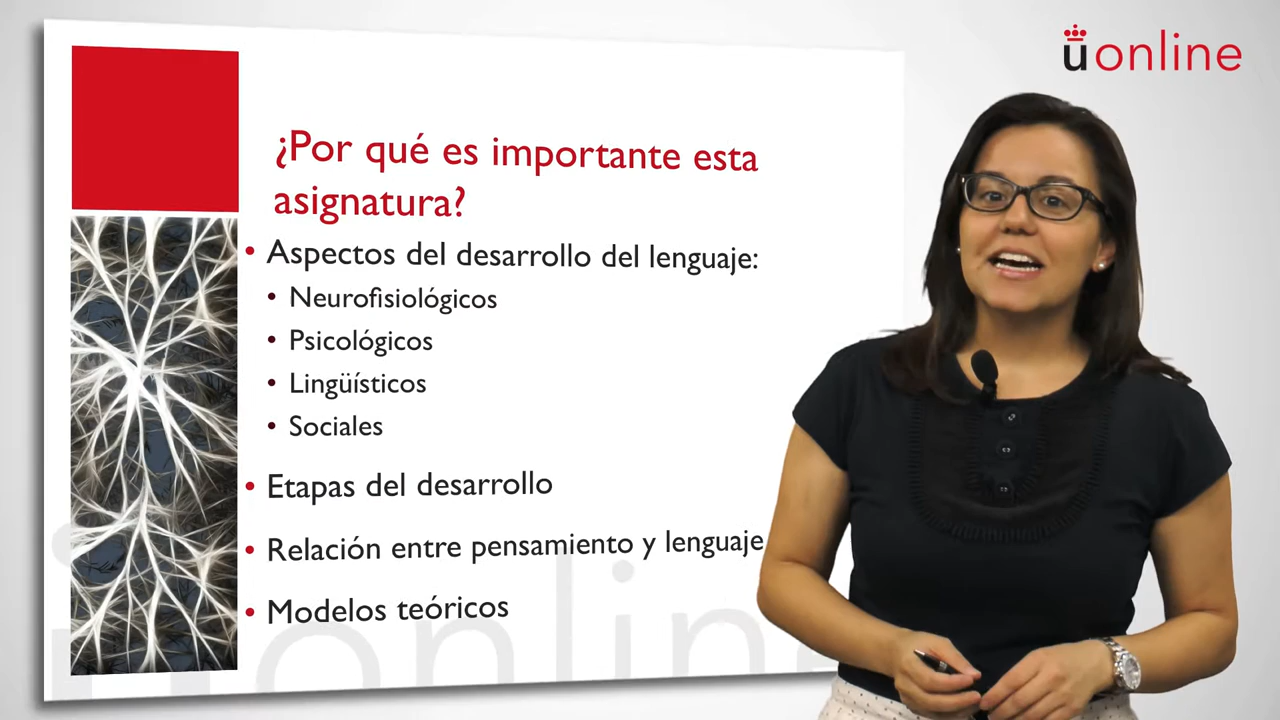 uonline
¿Por qué es importante esta
asignatura?
• Aspectos del desarrollo del lenguaje:
• Neurofisiológicos
• Psicológicos
• Lingüísticos
• Sociales
• Etapas del desarrollo
• Relación entre pensamiento y lenguaje
• Modelos teóricos
uonline